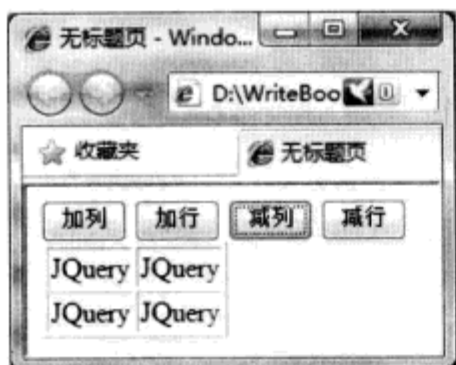 无标题页 - Windo...
D:\WriteBoo
收藏夹
无标题页
加列 加行 减列 减行
JQuery JQuery
JQuery JQuery